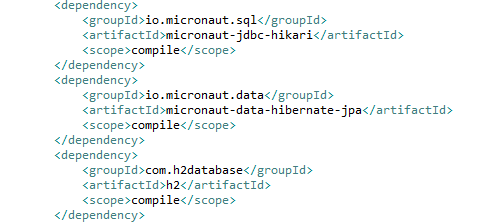 <dependency>
<groupId>io.micronaut.sql</groupId>
<artifactId>micronaut-jdbc-hikari</artifactId>
<scope>compile</scope>
</dependency>
<dependency>
<groupId>io.micronaut.data</groupId>
<artifactId>micronaut-data-hibernate-jpa</artifactId>
<scope>compile</scope>
</dependency>
<dependency>
<groupId>com.h2database</groupId>
<artifactId>h2</artifactId>
<scope>compile</scope>
</dependency>